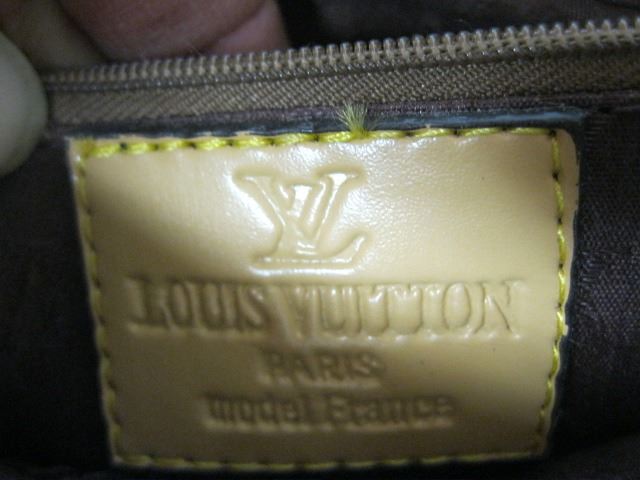 LV
LOUIS VUITTON
PARIS
model France